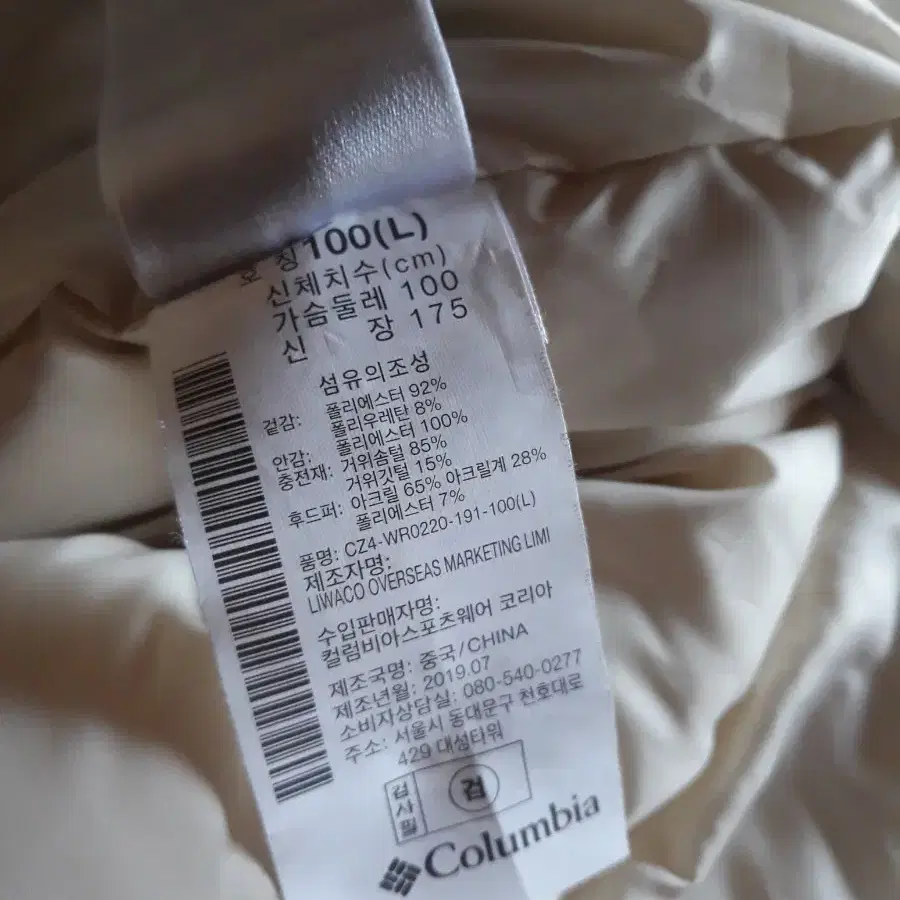 호 칭 100(L)
신체치수(cm)
가슴둘레 100
신 장 175
섬유의조성
겉감: 폴리에스터 92%
폴리우레탄 8%
안감: 폴리에스터 100%
충전재: 거위솜털 85%
거위깃털 15%
후드퍼: 아크릴 65% 아크릴계 28%
폴리에스터 7%
품명: CZ4-WR0220-191-100(L)
제조자명:
LIWACO OVERSEAS MARKETING LIMI
수입판매자명:
컬럼비아스포츠웨어 코리아
제조국명: 중국/CHINA
제조년월: 2019.07
소비자상담실: 080-540-0277
주소: 서울시 동대문구 천호대로
429 대성타워
검사필 검
Columbia